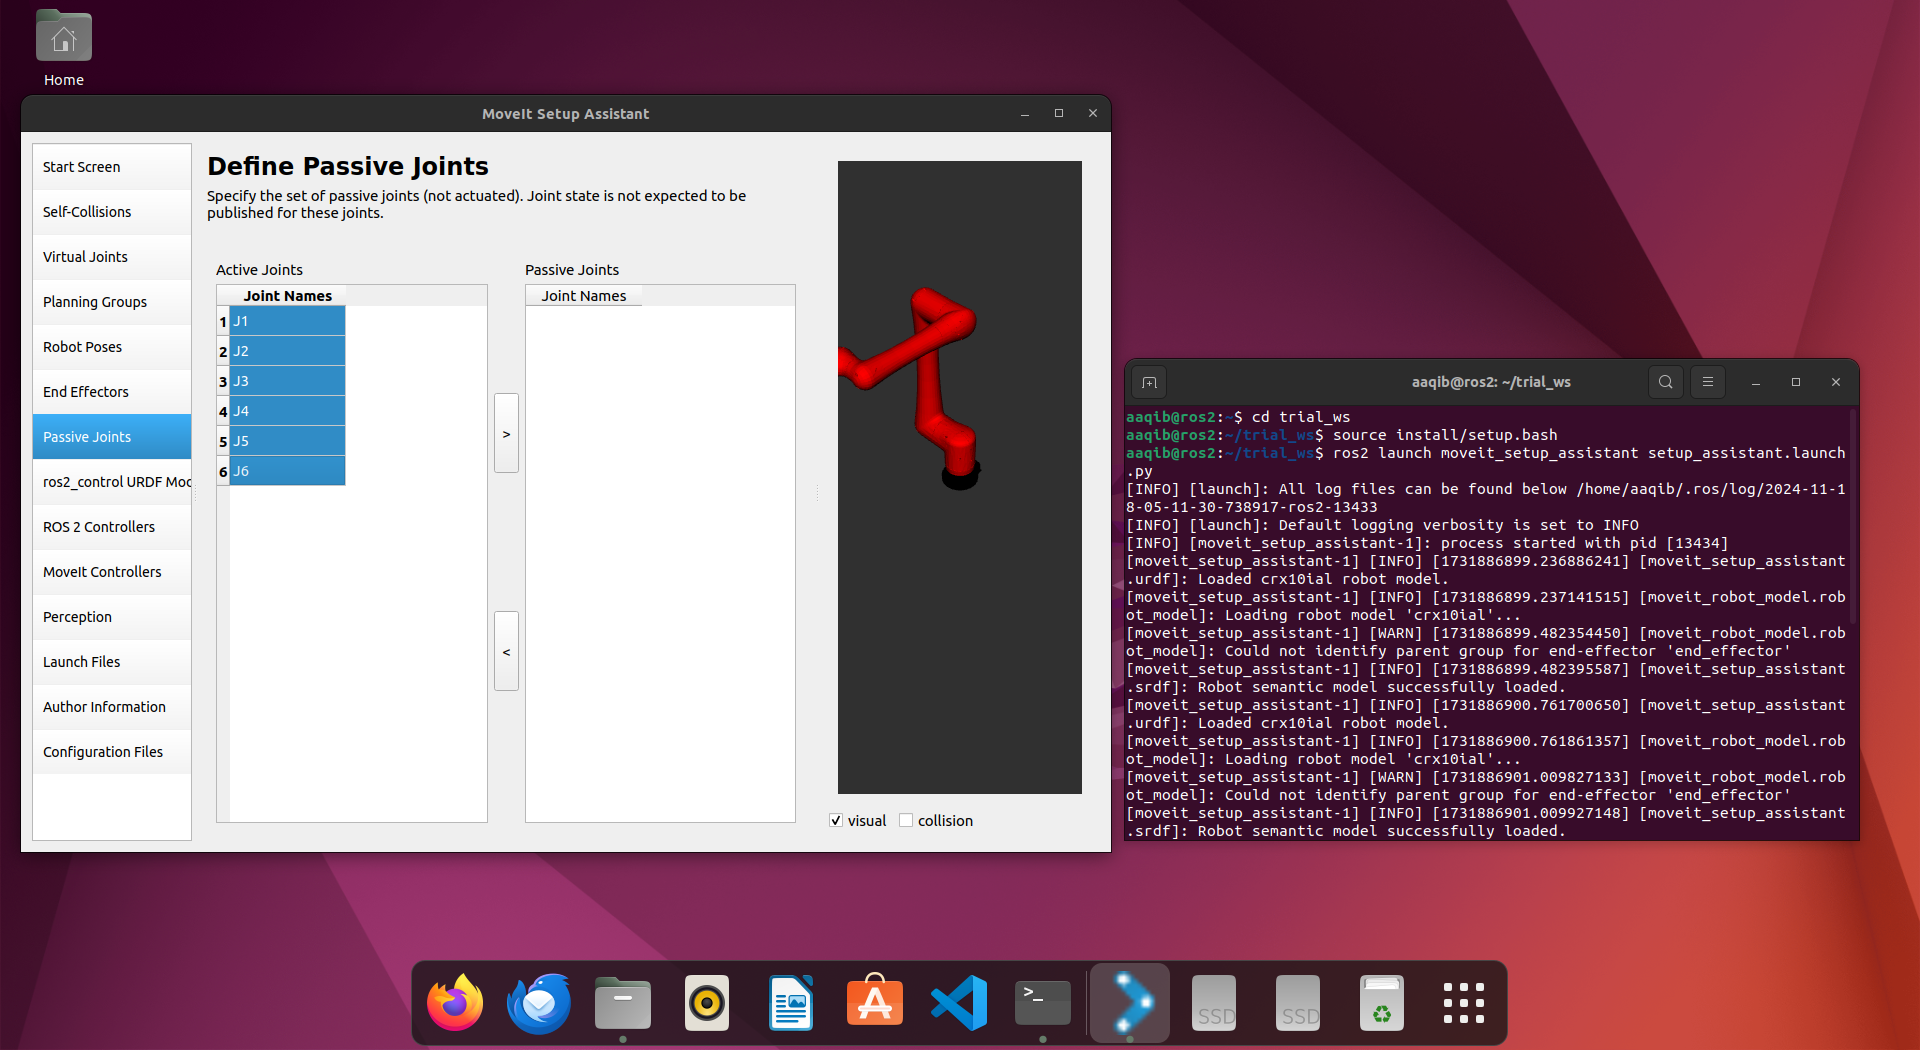 Home
MoveIt Setup Assistant
Start Screen
Self-Collisions
Virtual Joints
Planning Groups
Robot Poses
End Effectors
Passive Joints
ros2_control URDF Moc
ROS 2 Controllers
MoveIt Controllers
Perception
Launch Files
Author Information
Configuration Files
Define Passive Joints
Specify the set of passive joints (not actuated). Joint state is not expected to be
published for these joints.
Active Joints
Joint Names
1 J1
2 J2
3 J3
4 J4
5 J5
6 J6
>
<
Passive Joints
Joint Names
visual
collision
aaqib@ros2: ~/trial_ws
aaqib@ros2:~$ cd trial_ws
aaqib@ros2:~/trial_ws$ source install/setup.bash
aaqib@ros2:~/trial_ws$ ros2 launch moveit_setup_assistant setup_assistant.launch
.py
[INFO] [launch]: All log files can be found below /home/aaqib/.ros/log/2024-11-1
8-05-11-30-738917-ros2-13433
[INFO] [launch]: Default logging verbosity is set to INFO
[INFO] [moveit_setup_assistant-1]: process started with pid [13434]
[moveit_setup_assistant-1] [INFO] [1731886899.236886241] [moveit_setup_assistant
.urdf]: Loaded crx10ial robot model.
[moveit_setup_assistant-1] [INFO] [1731886899.237141515] [moveit_robot_model.rob
ot_model]: Loading robot model 'crx10ial'...
[moveit_setup_assistant-1] [WARN] [1731886899.482354450] [moveit_robot_model.rob
ot_model]: Could not identify parent group for end-effector 'end_effector'
[moveit_setup_assistant-1] [INFO] [1731886899.482395587] [moveit_setup_assistant
.srdf]: Robot semantic model successfully loaded.
[moveit_setup_assistant-1] [INFO] [1731886900.761700650] [moveit_setup_assistant
.urdf]: Loaded crx10ial robot model.
[moveit_setup_assistant-1] [INFO] [1731886900.761861357] [moveit_robot_model.rob
ot_model]: Loading robot model 'crx10ial'...
[moveit_setup_assistant-1] [WARN] [1731886901.009827133] [moveit_robot_model.rob
ot_model]: Could not identify parent group for end-effector 'end_effector'
[moveit_setup_assistant-1] [INFO] [1731886901.009927148] [moveit_setup_assistant
.srdf]: Robot semantic model successfully loaded.
>_
SSD
SSD